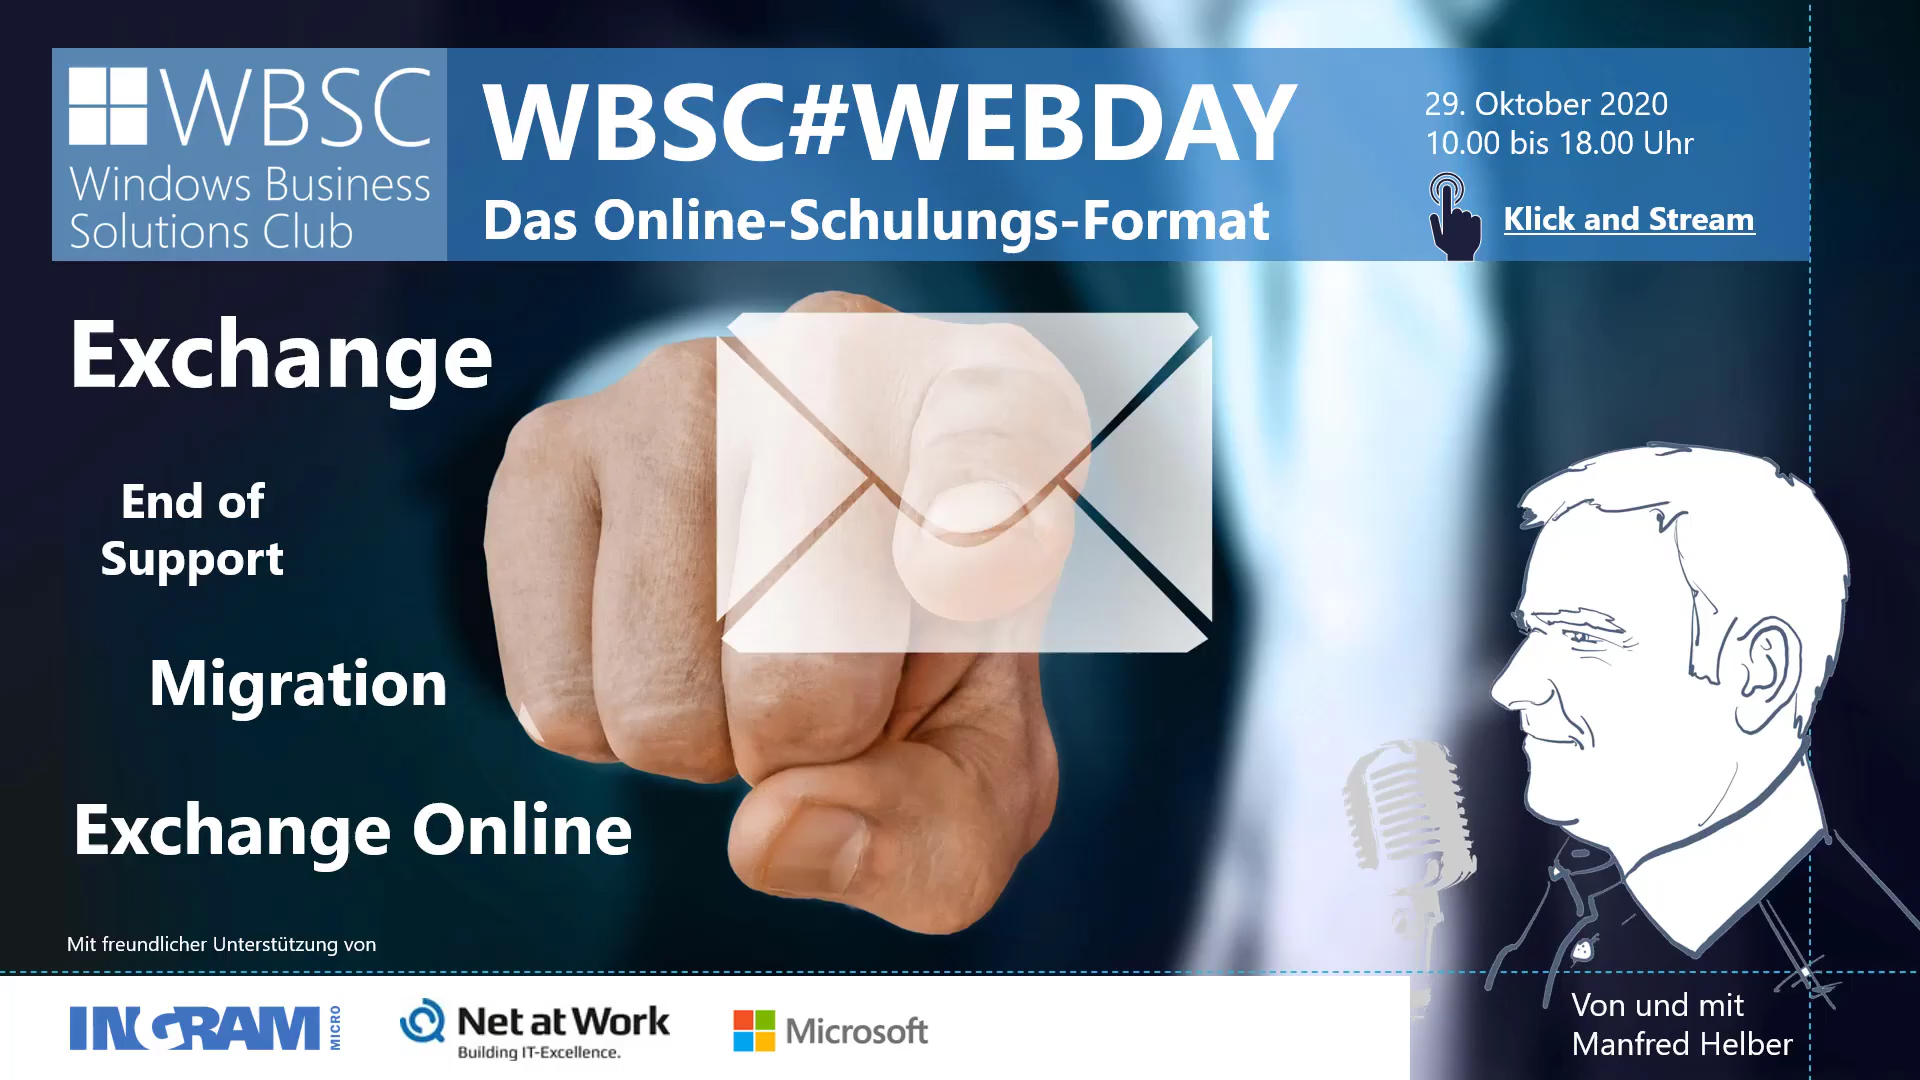 WBSC
Windows Business
Solutions Club
WBSC#WEBDAY
Das Online-Schulungs-Format
29. Oktober 2020
10.00 bis 18.00 Uhr
Klick and Stream
Exchange
End of
Support
Migration
Exchange Online
Mit freundlicher Unterstützung von
INGRAM MICRO
Net at Work
Building IT-Excellence.
Microsoft
Von und mit
Manfred Helber